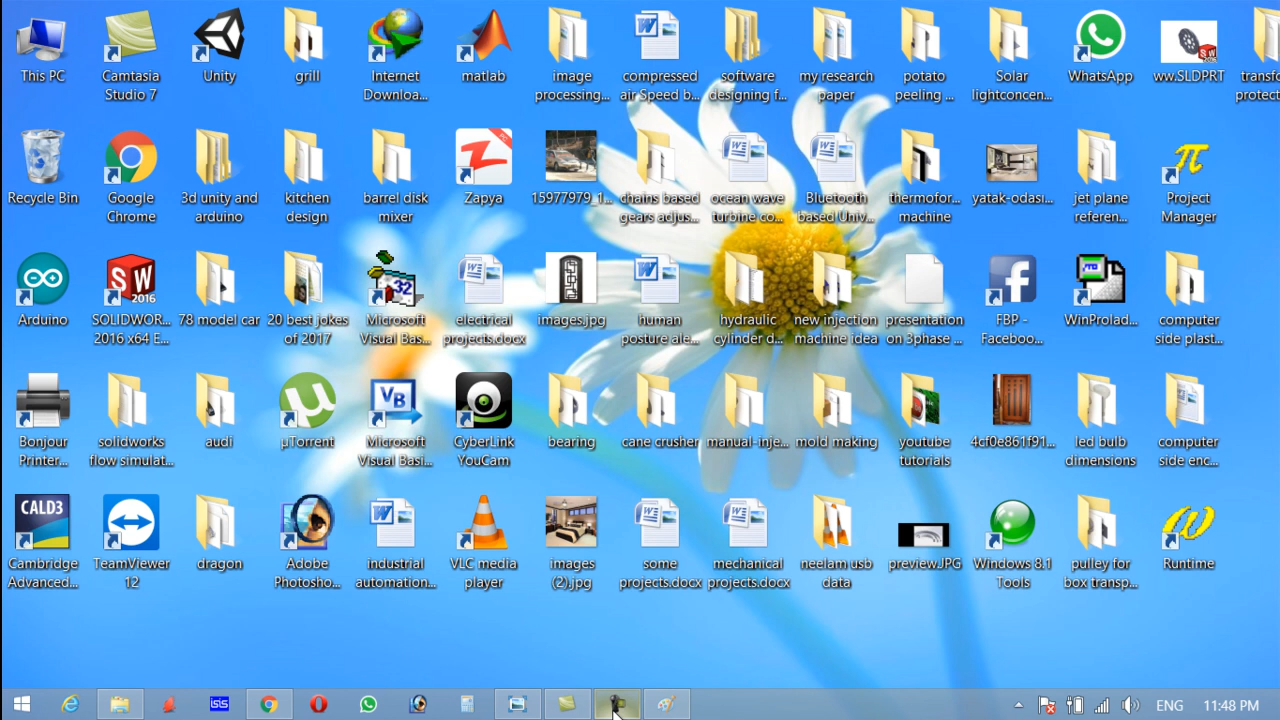 This PC
Camtasia
Studio 7
Unity
grill
Internet
Downloa...
matlab
image
processing...
compressed
air Speed b...
software
designing f...
my research
paper
potato
peeling ...
Solar
lightconcen...
WhatsApp
ww.SLDPRT
transfo
protect
Recycle Bin
Google
Chrome
3d unity and
arduino
kitchen
design
barrel disk
mixer
Zapya
15977979_1...
chains based
gears adjus...
ocean wave
turbine co...
Bluetooth
based Univ...
thermofor...
machine
yatak-odasi...
jet plane
referen...
Project
Manager
Arduino
SW
2016
SOLIDWOR...
2016 x64 E...
78 model car
20 best jokes
of 2017
32
Microsoft
Visual Bas...
electrical
projects.docx
images.jpg
human
posture ale...
hydraulic
cylinder d...
new injection
machine idea
presentation
on 3phase ...
FBP -
Faceboo...
WinProlad...
computer
side plast...
Bonjour
Printer...
solidworks
flow simulat...
audi
µTorrent
VB
Microsoft
Visual Basi...
CyberLink
YouCam
bearing
cane crusher
manual-inje...
mold making
youtube
tutorials
4cf0e861f91...
led bulb
dimensions
computer
side enc...
CALD3
Cambridge
Advanced...
TeamViewer
12
dragon
Adobe
Photosho...
industrial
automation...
VLC media
player
images
(2).jpg
some
projects.docx
mechanical
projects.docx
neelam usb
data
preview.JPG
Windows 8.1
Tools
pulley for
box transp...
Runtime
isis
ENG
11:48 PM